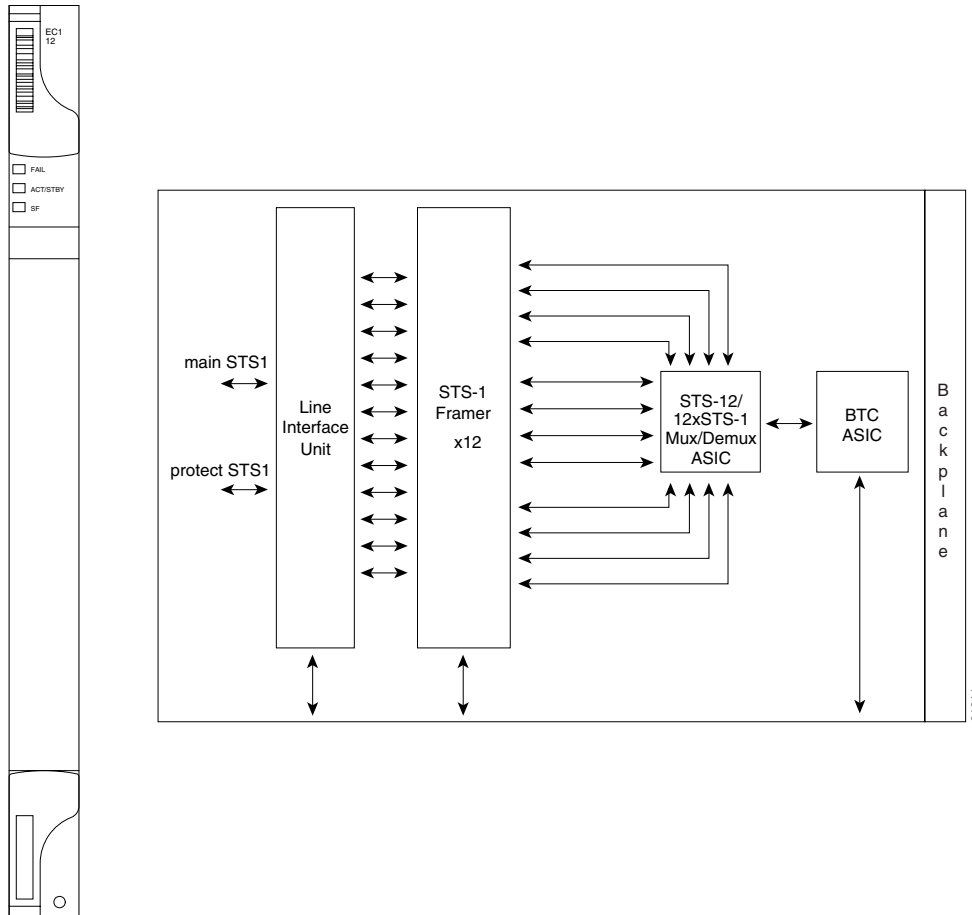 EC1
12
FAIL
ACT/STBY
SF
main STS1
protect STS1
Line
Interface
Unit
STS-1
Framer
x12
STS-12/
12xSTS-1
Mux/Demux
ASIC
BTC
ASIC
Backplane